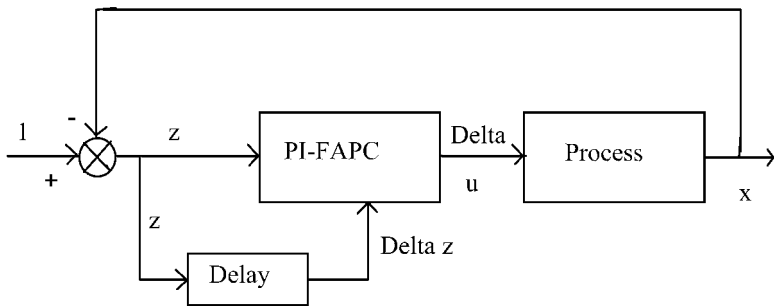 -
1
+
z
PI-FAPC
Delta
u
Process
x
z
Delay
Delta z